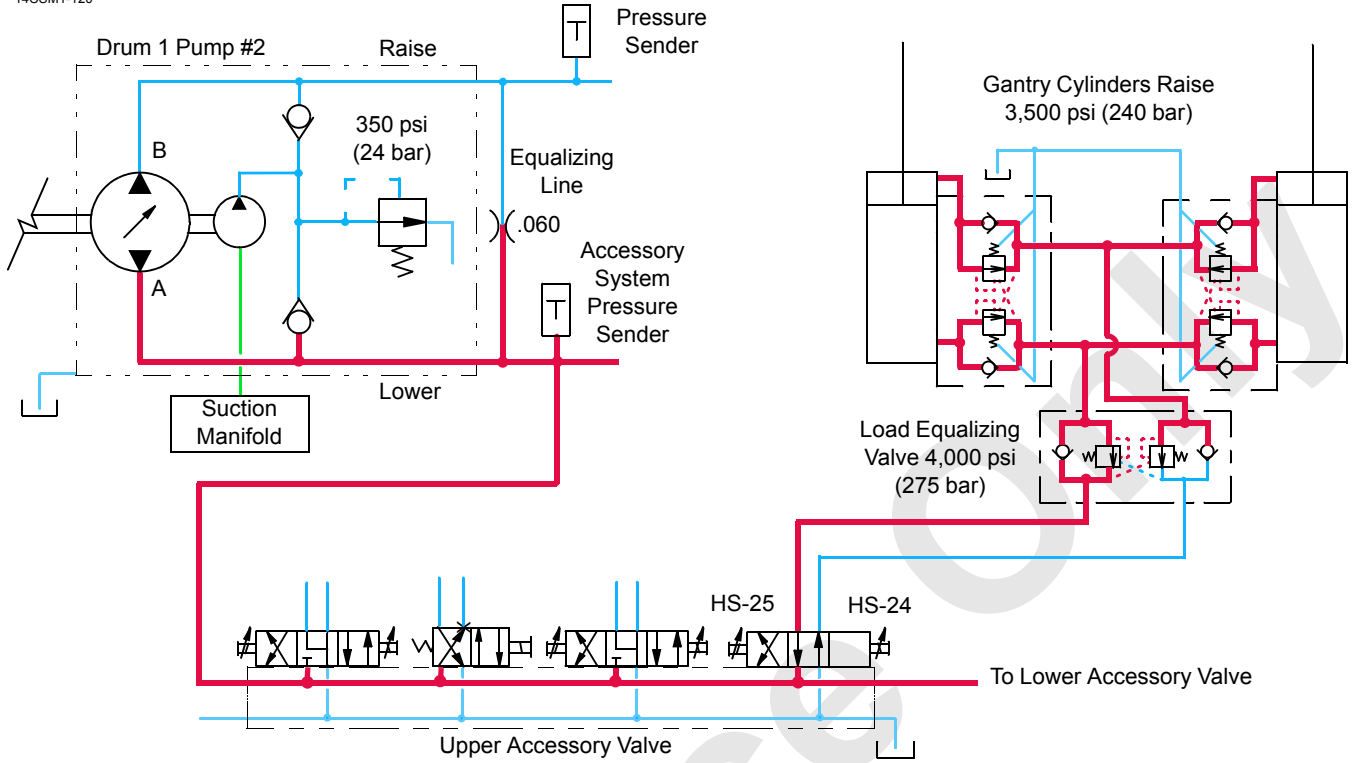 Drum 1 Pump #2
Raise
Pressure
Sender
B
350 psi
(24 bar)
Equalizing
Line
.060
A
Accessory
System
Pressure
Sender
Lower
Suction
Manifold
Gantry Cylinders Raise
3,500 psi (240 bar)
Load Equalizing
Valve 4,000 psi
(275 bar)
HS-25
HS-24
To Lower Accessory Valve
Upper Accessory Valve
T
T